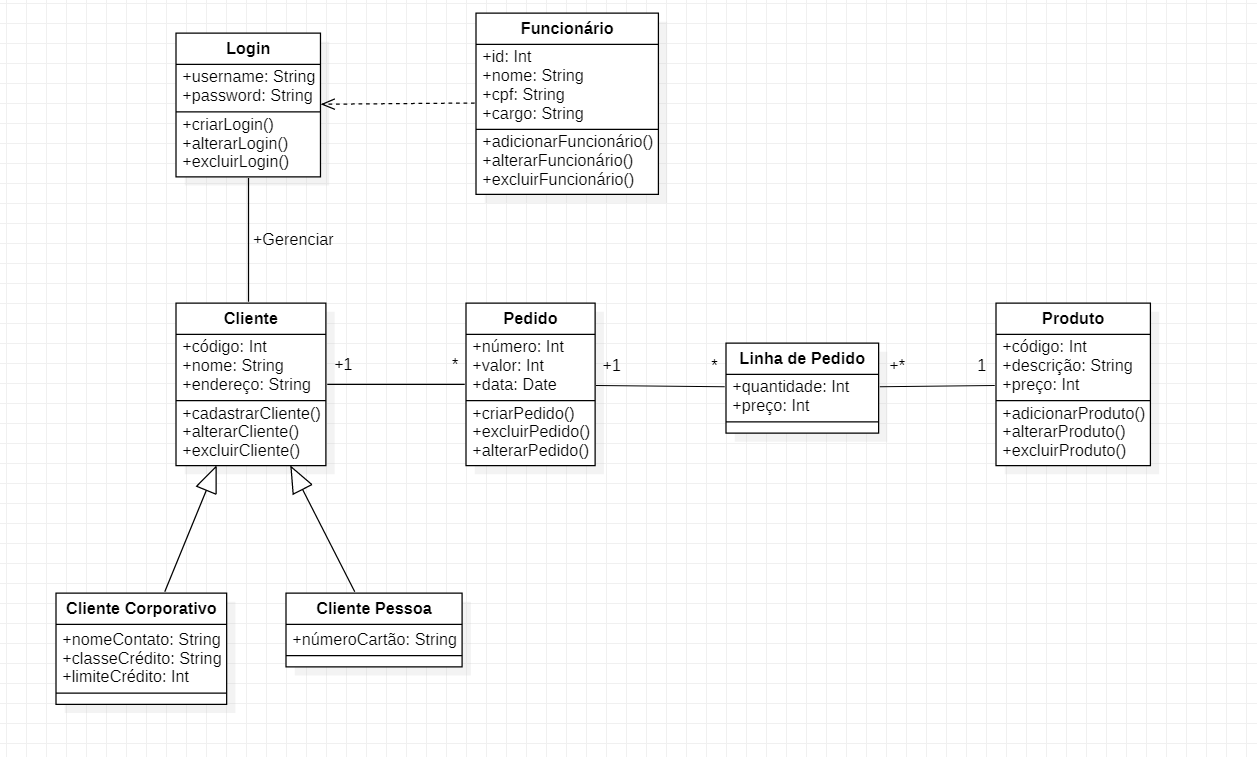 Login
+username: String
+password: String
+criarLogin()
+alterarLogin()
+excluirLogin()
Funcionário
+id: Int
+nome: String
+cpf: String
+cargo: String
+adicionarFuncionário()
+alterarFuncionário()
+excluirFuncionário()
+Gerenciar
Cliente
+código: Int
+nome: String
+endereço: String
+cadastrarCliente()
+alterarCliente()
+excluirCliente()
+1
*
Pedido
+número: Int
+valor: Int
+data: Date
+criarPedido()
+excluirPedido()
+alterarPedido()
+1
*
Linha de Pedido
+quantidade: Int
+preço: Int
+*
1
Produto
+código: Int
+descrição: String
+preço: Int
+adicionarProduto()
+alterarProduto()
+excluirProduto()
Cliente Corporativo
+nomeContato: String
+classeCrédito: String
+limiteCrédito: Int
Cliente Pessoa
+númeroCartão: String